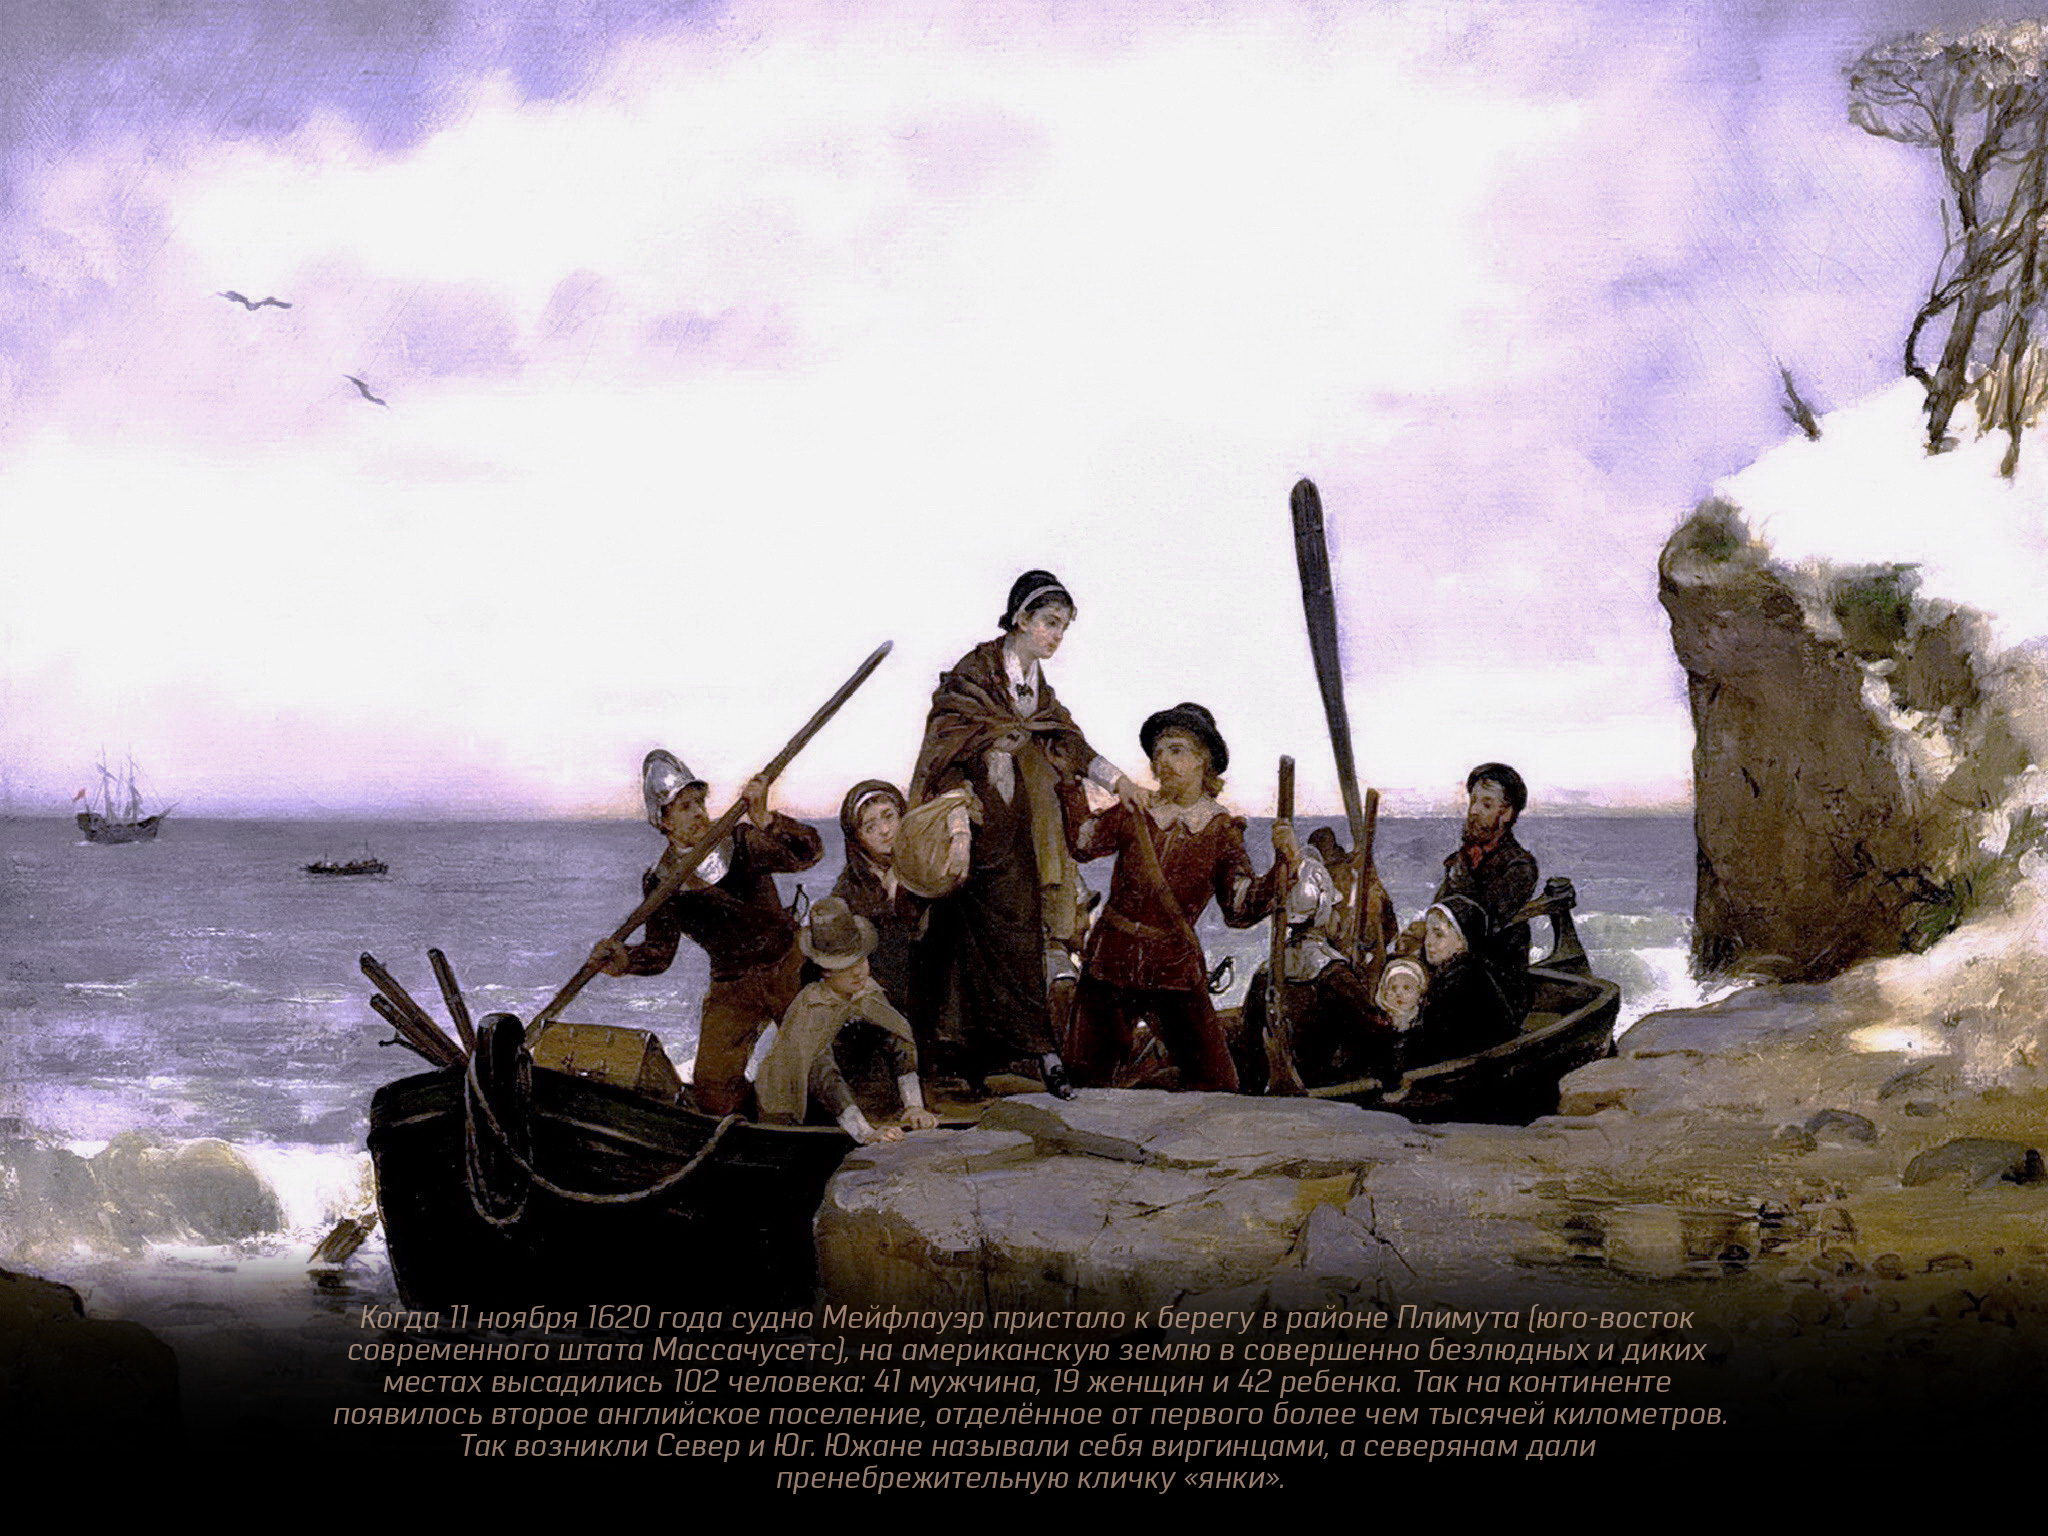 Когда 11 ноября 1620 года судно Мейфлауэр пристало к берегу в районе Плимута (юго-восток
современного штата Массачусетс), на американскую землю в совершенно безлюдных и диких
местах высадились 102 человека: 41 мужчина, 19 женщин и 42 ребенка. Так на континенте
появилось второе английское поселение, отделённое от первого более чем тысячей километров.
Так возникли Север и Юг. Южане называли себя виргинцами, а северянам дали
пренебрежительную кличку «янки».